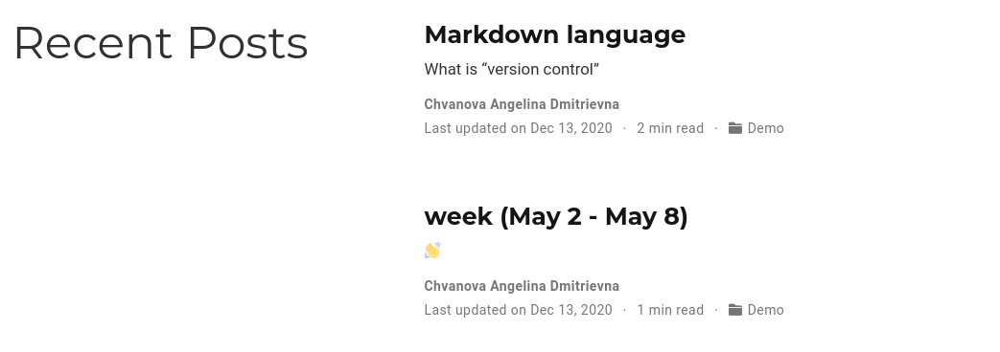 Recent Posts
Markdown language
What is “version control”
Chvanova Angelina Dmitrievna
Last updated on Dec 13, 2020 · 2 min read · Demo
week (May 2 - May 8)
👋
Chvanova Angelina Dmitrievna
Last updated on Dec 13, 2020 · 1 min read · Demo